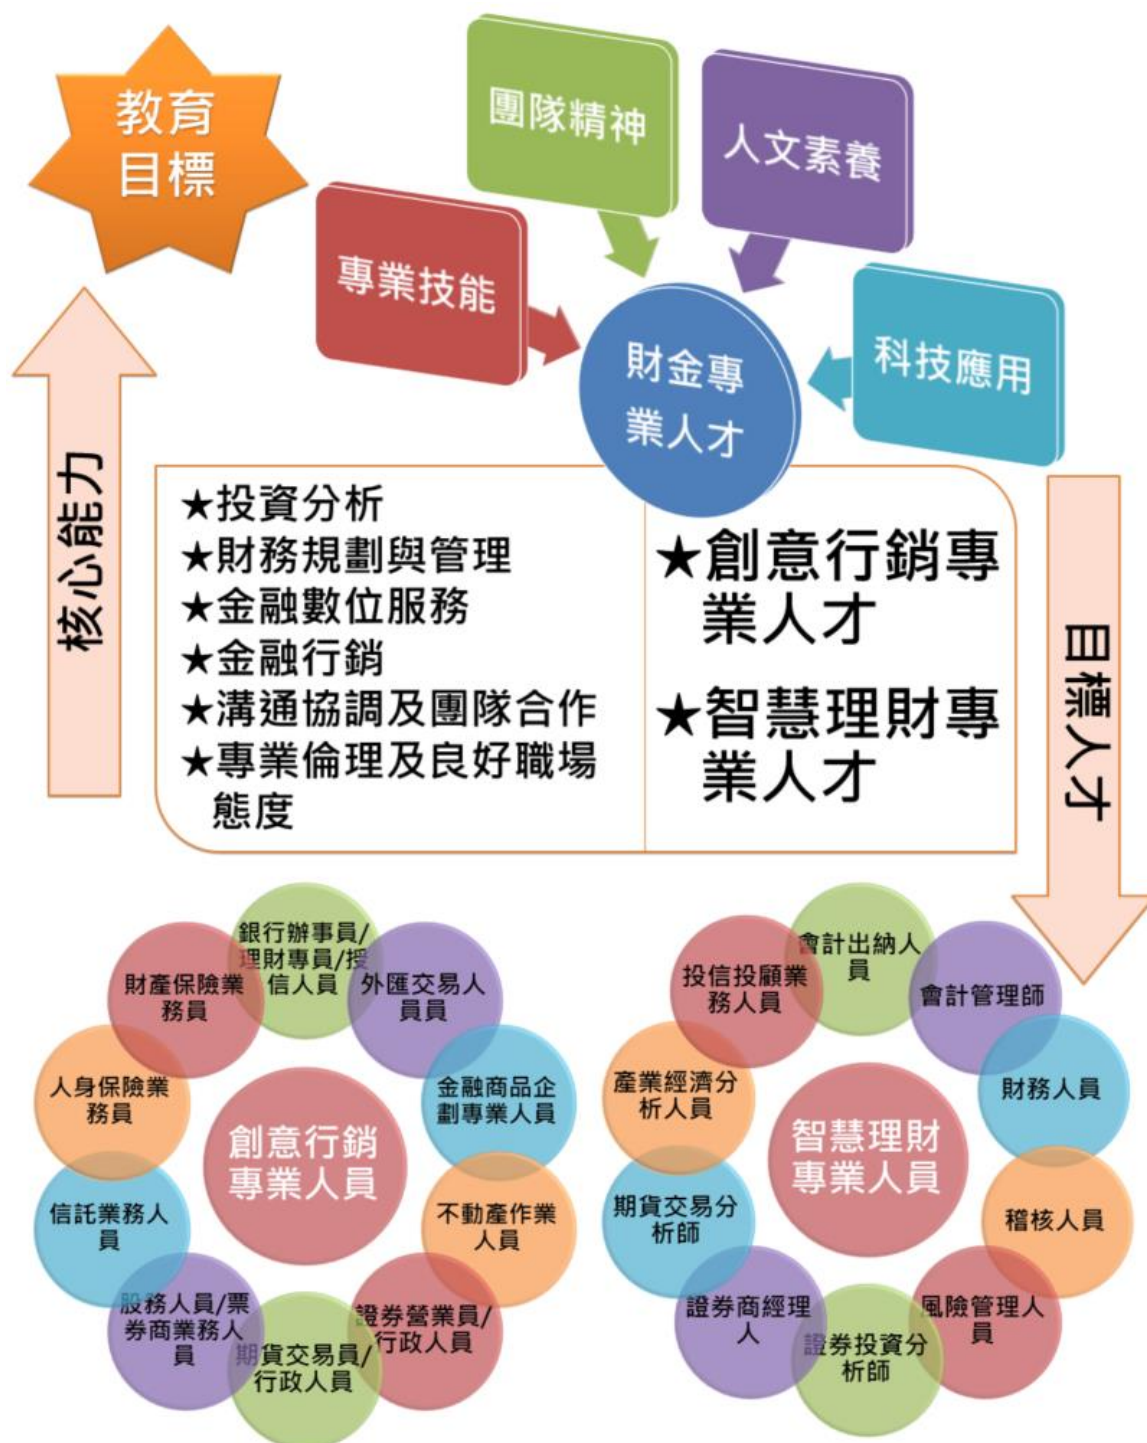 教育
目標
團隊精神
人文素養
專業技能
科技應用
財金專
業人才
核心能力
★投資分析
★財務規劃與管理
★金融數位服務
★金融行銷
★溝通協調及團隊合作
★專業倫理及良好職場
態度
★創意行銷專
業人才
★智慧理財專
業人才
目標人才
創意行銷
專業人員
銀行辦事員/
理財專員/授
信人員
外匯交易人
員員
金融商品企
劃專業人員
不動產作業
人員
證券營業員/
行政人員
期貨交易員/
行政人員
股務人員/票
券商業務人
員
信託業務人
員
人身保險業
務員
財產保險業
務員
智慧理財
專業人員
會計出納人
員
會計管理師
財務人員
稽核人員
風險管理人
員
證券投資分
析師
證券商經理
人
期貨交易分
析師
產業經濟分
析人員
投信投顧業
務人員